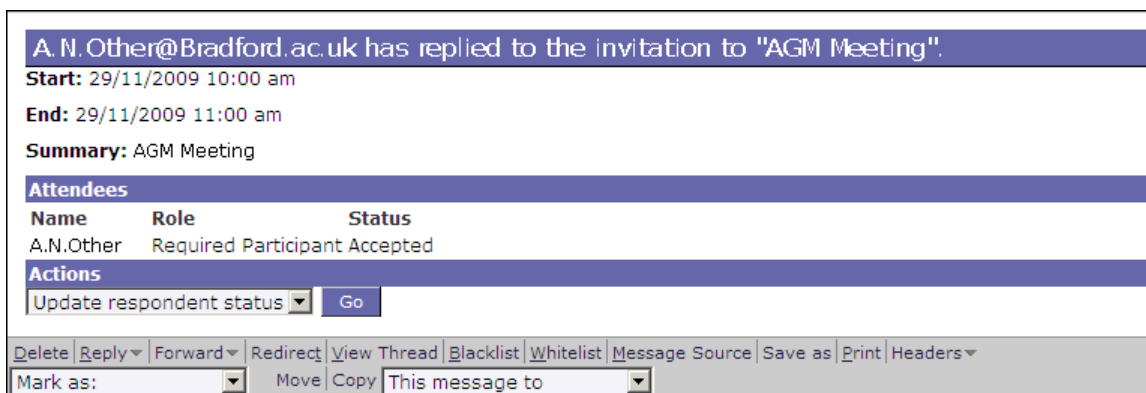 A.N.Other@Bradford.ac.uk has replied to the invitation to "AGM Meeting".
Start: 29/11/2009 10:00 am
End: 29/11/2009 11:00 am
Summary: AGM Meeting
Attendees
Name Role Status
A.N.Other Required Participant Accepted
Actions
Update respondent status Go
Delete Reply Forward Redirect View Thread Blacklist Whitelist Message Source Save as Print Headers
Mark as: Move Copy This message to